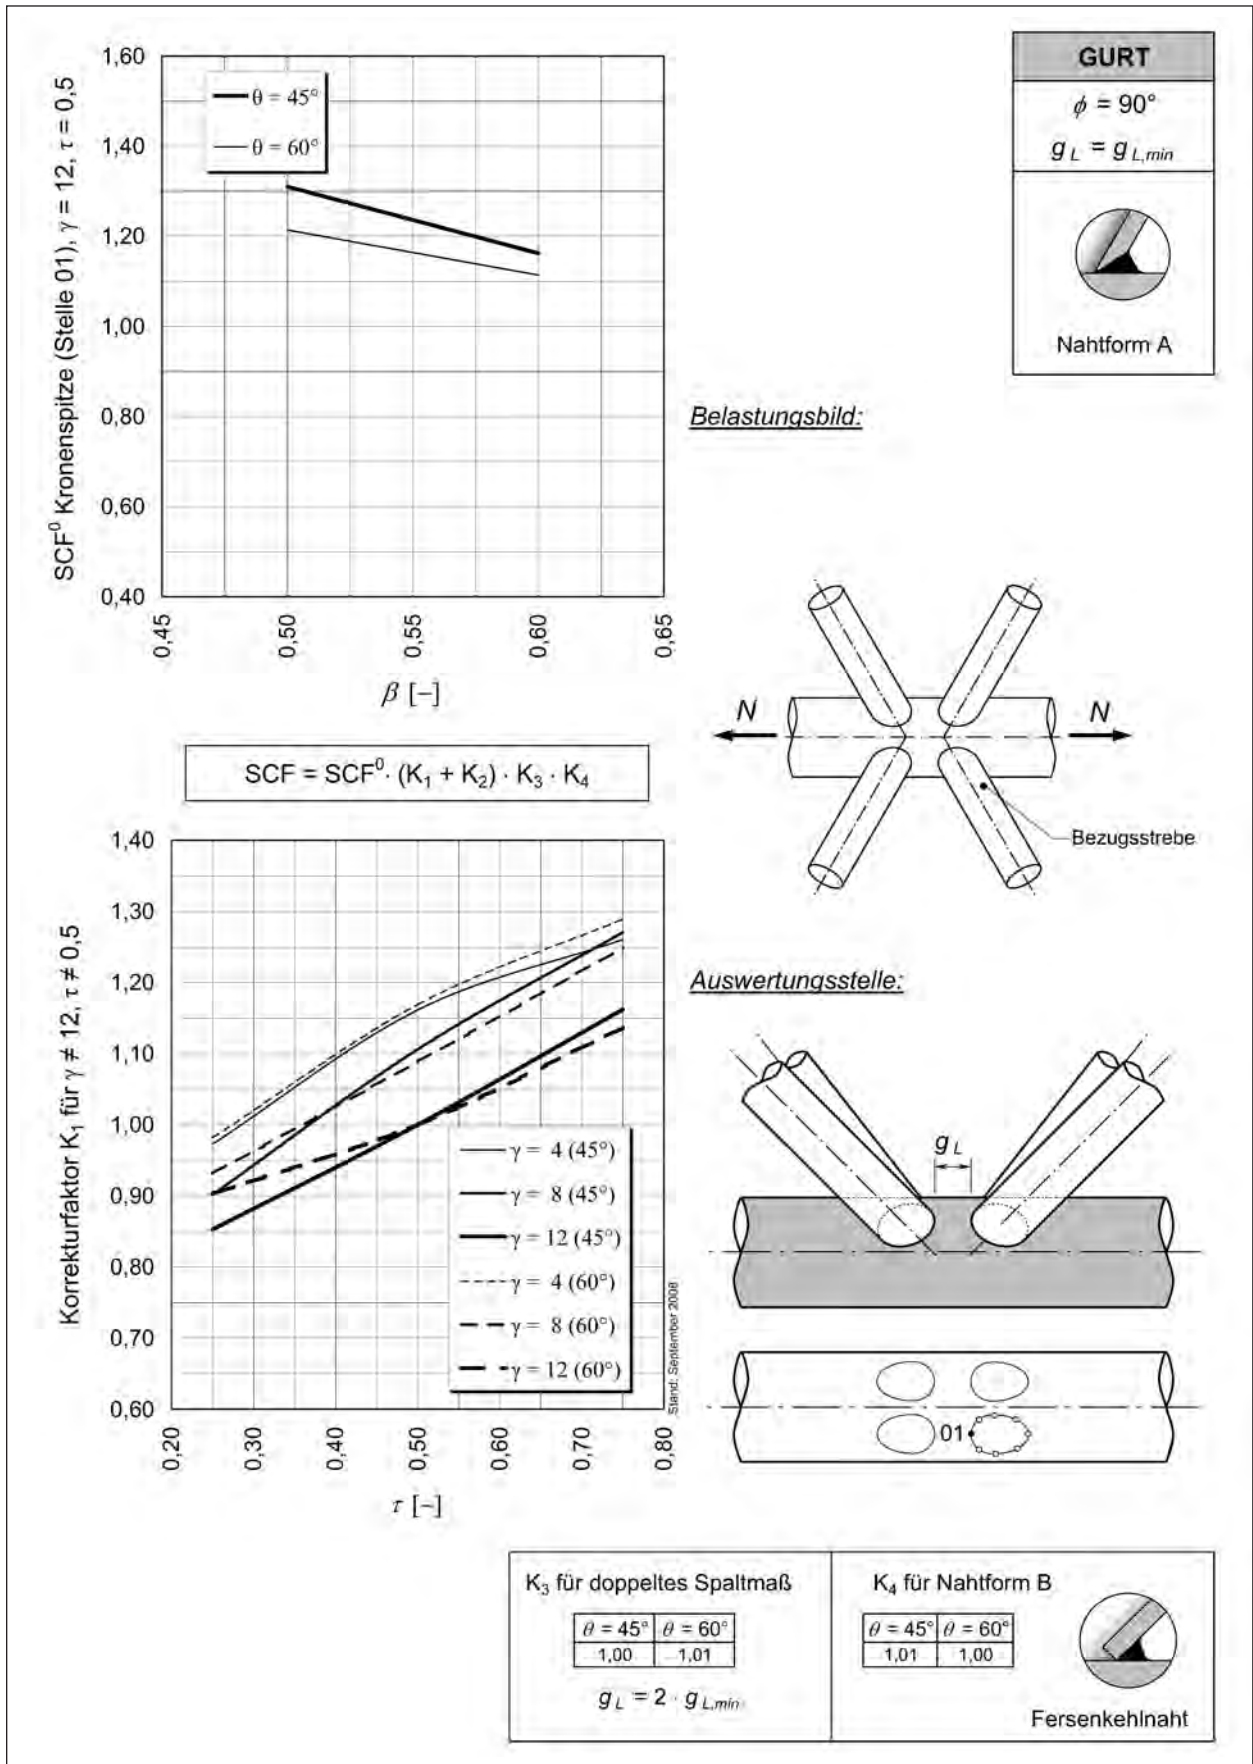 SCF⁰ Kronenspitze (Stelle 01), γ = 12, τ = 0,5
1,60
1,40
1,20
1,00
0,80
0,60
0,40
θ = 45°
θ = 60°
0,45
0,50
0,55
0,60
0,65
β [–]
GURT
ϕ = 90°
g L = g L,min
Nahtform A
Belastungsbild:
N
N
Bezugsstrebe
SCF = SCF⁰ · (K₁ + K₂) · K₃ · K₄
Korrekturfaktor K₁ für γ ≠ 12, τ ≠ 0,5
1,40
1,30
1,20
1,10
1,00
0,90
0,80
0,70
0,60
γ = 4 (45°)
γ = 8 (45°)
γ = 12 (45°)
γ = 4 (60°)
γ = 8 (60°)
γ = 12 (60°)
Stand: September 2008
0,20
0,30
0,40
0,50
0,60
0,70
0,80
τ [–]
Auswertungsstelle:
g L
01
K₃ für doppeltes Spaltmaß
θ = 45° θ = 60°
1,00 1,01
g L = 2 · g L,min
K₄ für Nahtform B
θ = 45° θ = 60°
1,01 1,00
Fersenkehlnaht